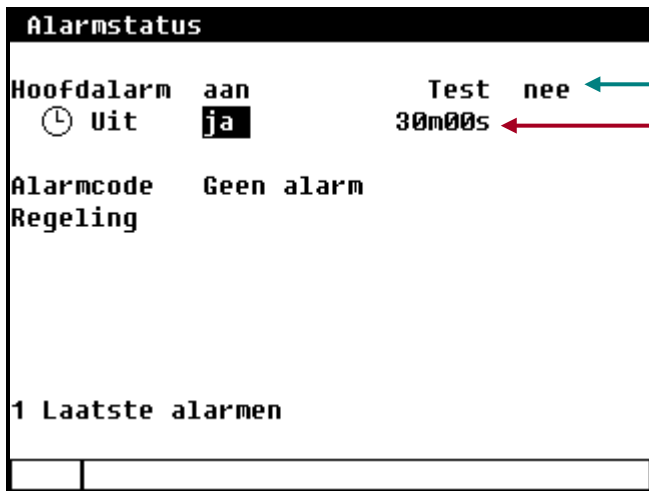 Alarmstatus
Hoofdalarm aan Test nee
Uit ja 30m00s
Alarmcode Geen alarm
Regeling
1 Laatste alarmen